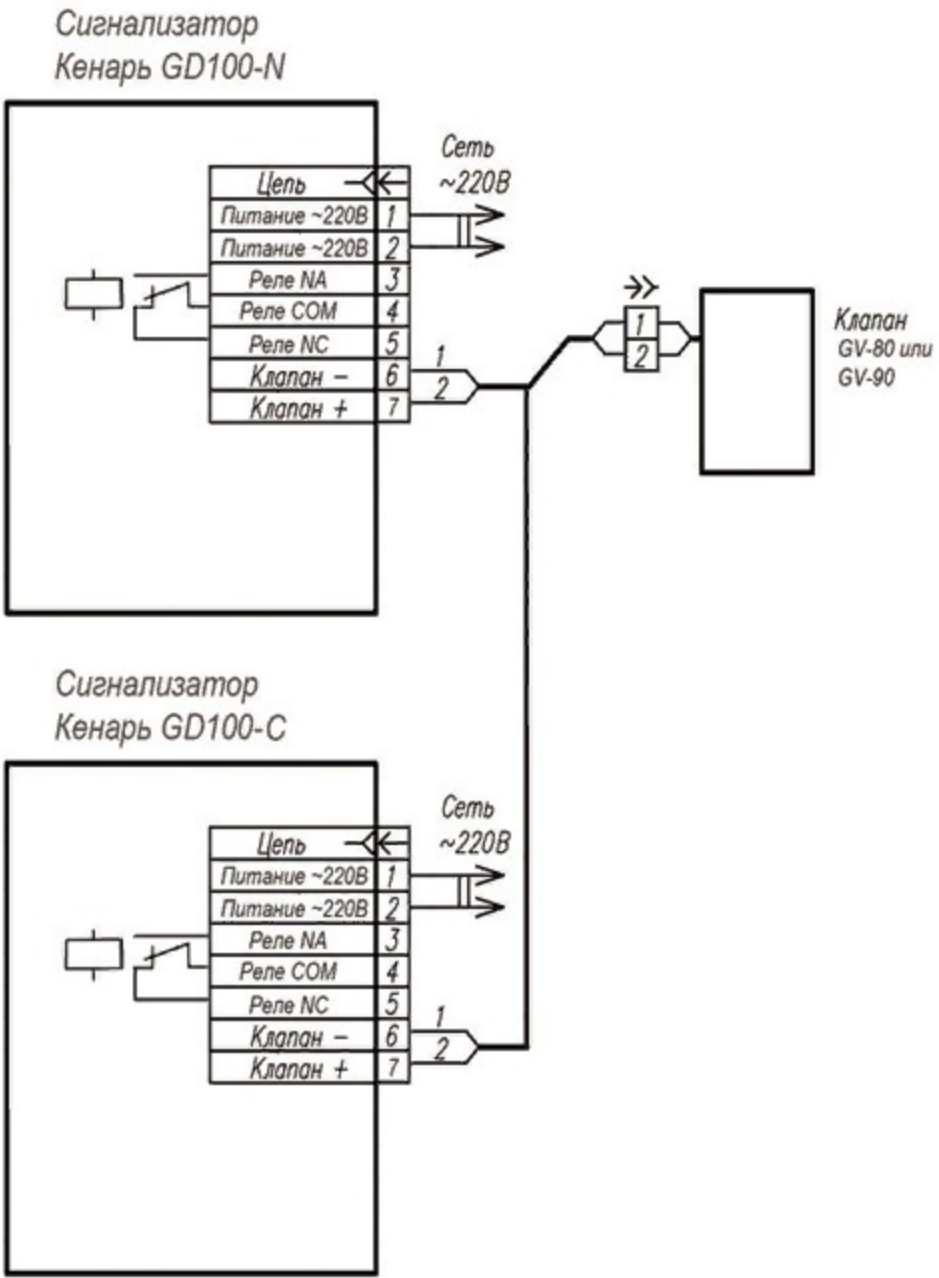 Сигнализатор
Кенарь GD100-N
Сеть
~220В
Цепь
Питание ~220В 1
Питание ~220В 2
Реле NA 3
Реле COM 4
Реле NC 5
Клапан – 6
Клапан + 7
1
2
1
2
Клапан
GV-80 или
GV-90
Сигнализатор
Кенарь GD100-C
Сеть
~220В
Цепь
Питание ~220В 1
Питание ~220В 2
Реле NA 3
Реле COM 4
Реле NC 5
Клапан – 6
Клапан + 7
1
2